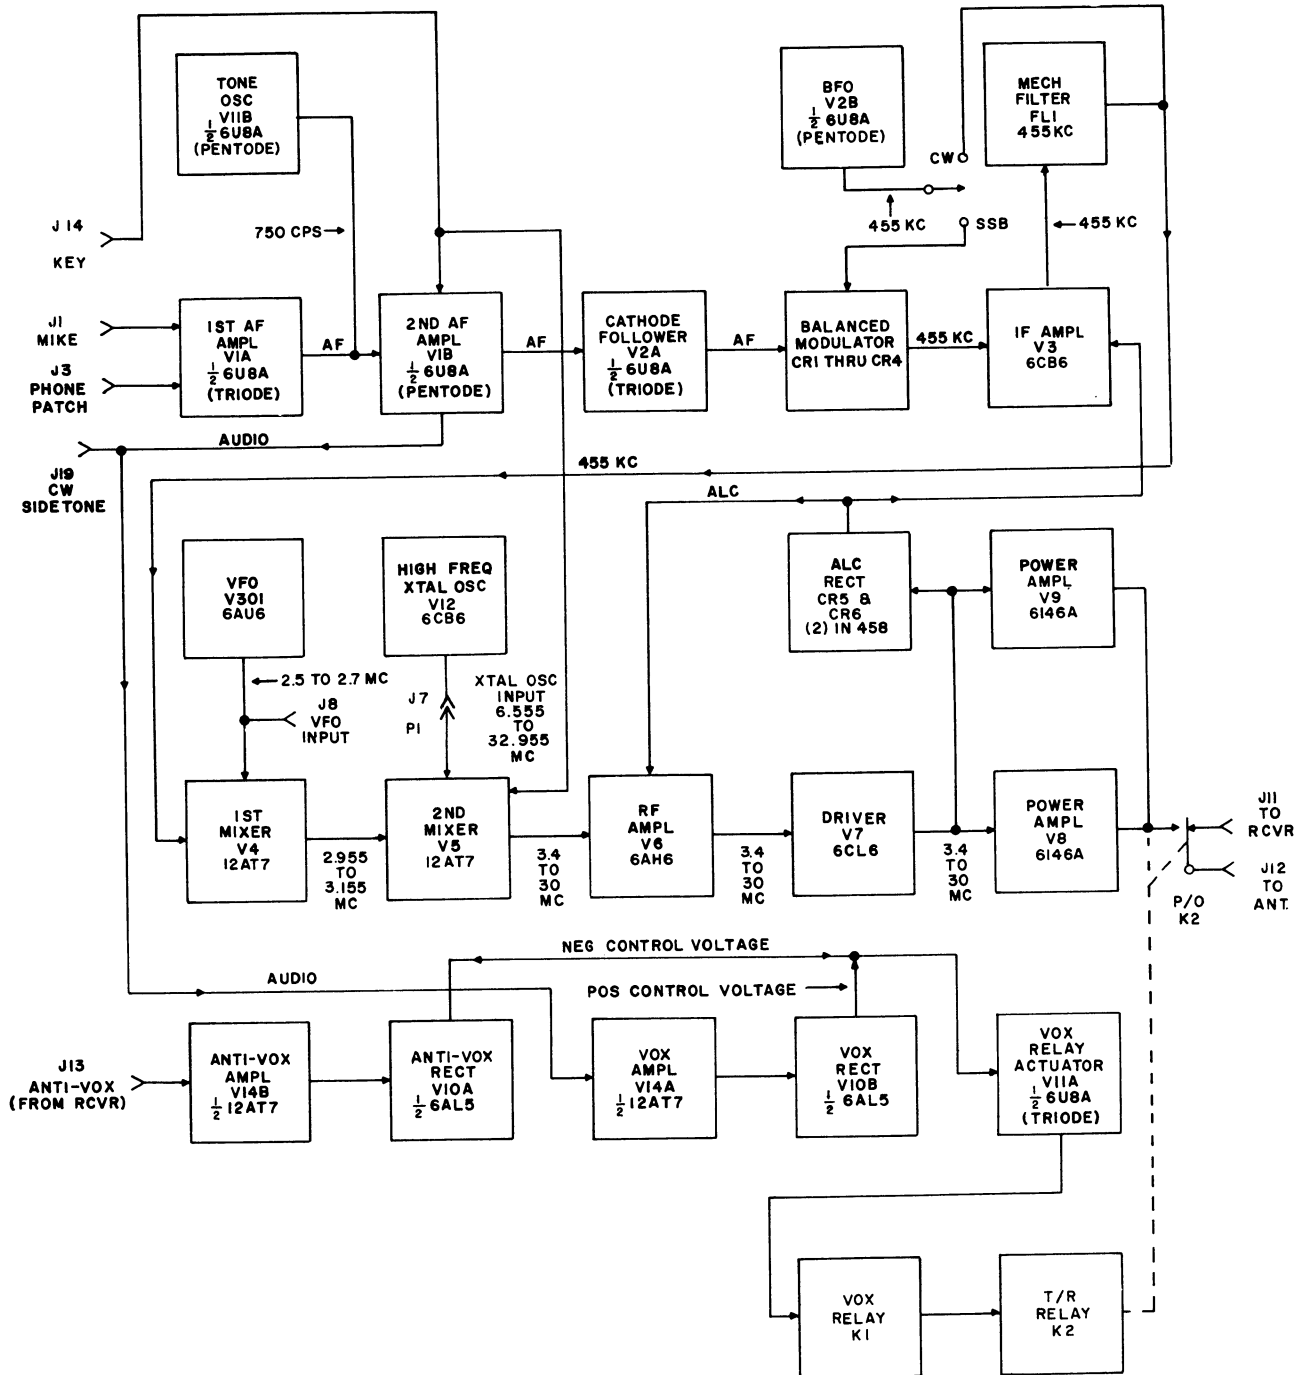 TONE
OSC
V11B
1/2 6U8A
(PENTODE)
BFO
V2B
1/2 6U8A
(PENTODE)
MECH
FILTER
FL1
455KC
CW
455 KC
SSB
455 KC
J14
KEY
750 CPS
J1
MIKE
J3
PHONE
PATCH
1ST AF
AMPL
V1A
1/2 6U8A
(TRIODE)
AF
2ND AF
AMPL
V1B
1/2 6U8A
(PENTODE)
AF
CATHODE
FOLLOWER
V2A
1/2 6U8A
(TRIODE)
AF
BALANCED
MODULATOR
CR1 THRU CR4
455 KC
IF AMPL
V3
6CB6
AUDIO
J19
CW
SIDETONE
455 KC
ALC
VFO
V301
6AU6
HIGH FREQ
XTAL OSC
V12
6CB6
ALC
RECT
CR5 &
CR6
(2) IN 458
POWER
AMPL
V9
6146A
2.5 TO 2.7 MC
J8
VFO
INPUT
J7
P1
XTAL OSC
INPUT
6.555
TO
32.955
MC
1ST
MIXER
V4
12AT7
2.955
TO
3.155
MC
2ND
MIXER
V5
12AT7
3.4
TO
30
MC
RF
AMPL
V6
6AH6
3.4
TO
30
MC
DRIVER
V7
6CL6
3.4
TO
30
MC
POWER
AMPL
V8
6146A
J11
TO
RCVR
J12
TO
ANT.
P/O
K2
NEG CONTROL VOLTAGE
AUDIO
POS CONTROL VOLTAGE
J13
ANTI-VOX
(FROM RCVR)
ANTI-VOX
AMPL
V14B
1/2 12AT7
ANTI-VOX
RECT
V10A
1/2 6AL5
VOX
AMPL
V14A
1/2 12AT7
VOX
RECT
V10B
1/2 6AL5
VOX
RELAY
ACTUATOR
V11A
1/2 6U8A
(TRIODE)
VOX
RELAY
K1
T/R
RELAY
K2